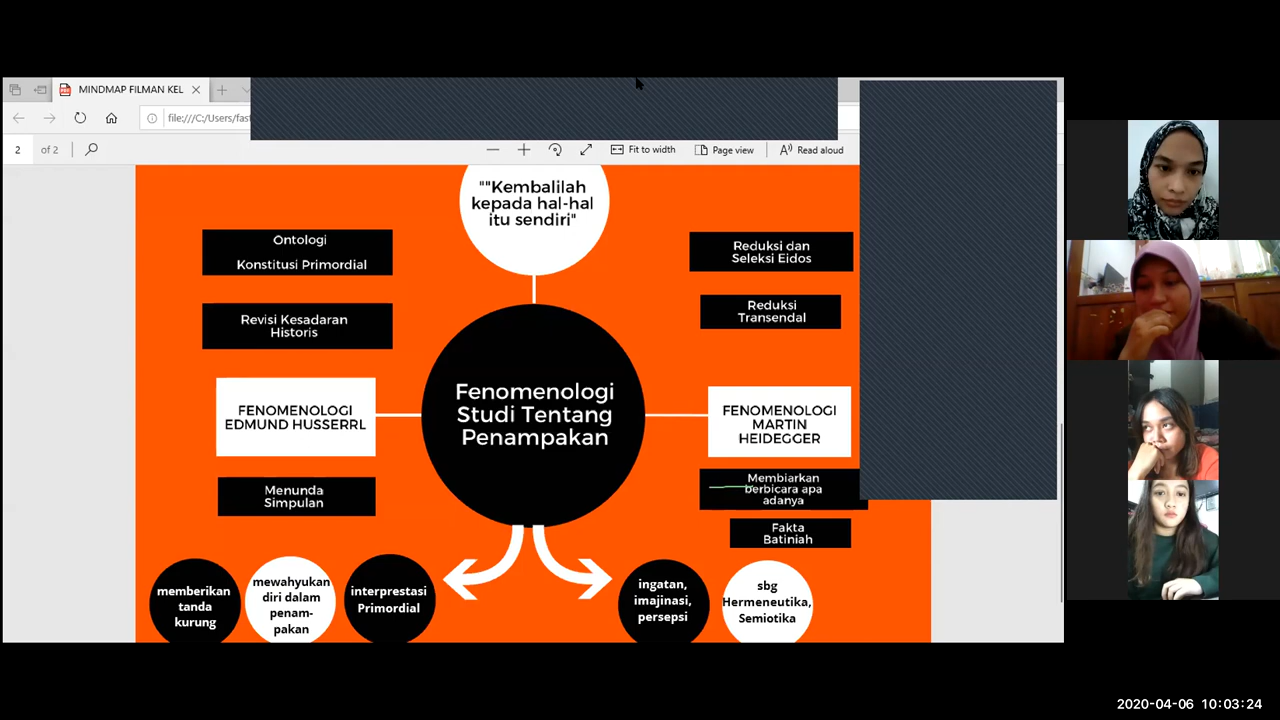 MINDMAP FILMAN KEL
file:///C:/Users/fast
2 of 2
Fit to width
Page view
Read aloud
""Kembalilah
kepada hal-hal
itu sendiri"
Ontologi
Konstitusi Primordial
Reduksi dan
Seleksi Eidos
Revisi Kesadaran
Historis
Reduksi
Transendal
Fenomenologi
Studi Tentang
Penampakan
FENOMENOLOGI
EDMUND HUSSERRL
FENOMENOLOGI
MARTIN
HEIDEGGER
Menunda
Simpulan
Membiarkan
berbicara apa
adanya
Fakta
Batiniah
memberikan
tanda
kurung
mewahyukan
diri dalam
penam-
pakan
interprestasi
Primordial
ingatan,
imajinasi,
persepsi
sbg
Hermeneutika,
Semiotika
2020-04-06 10:03:24